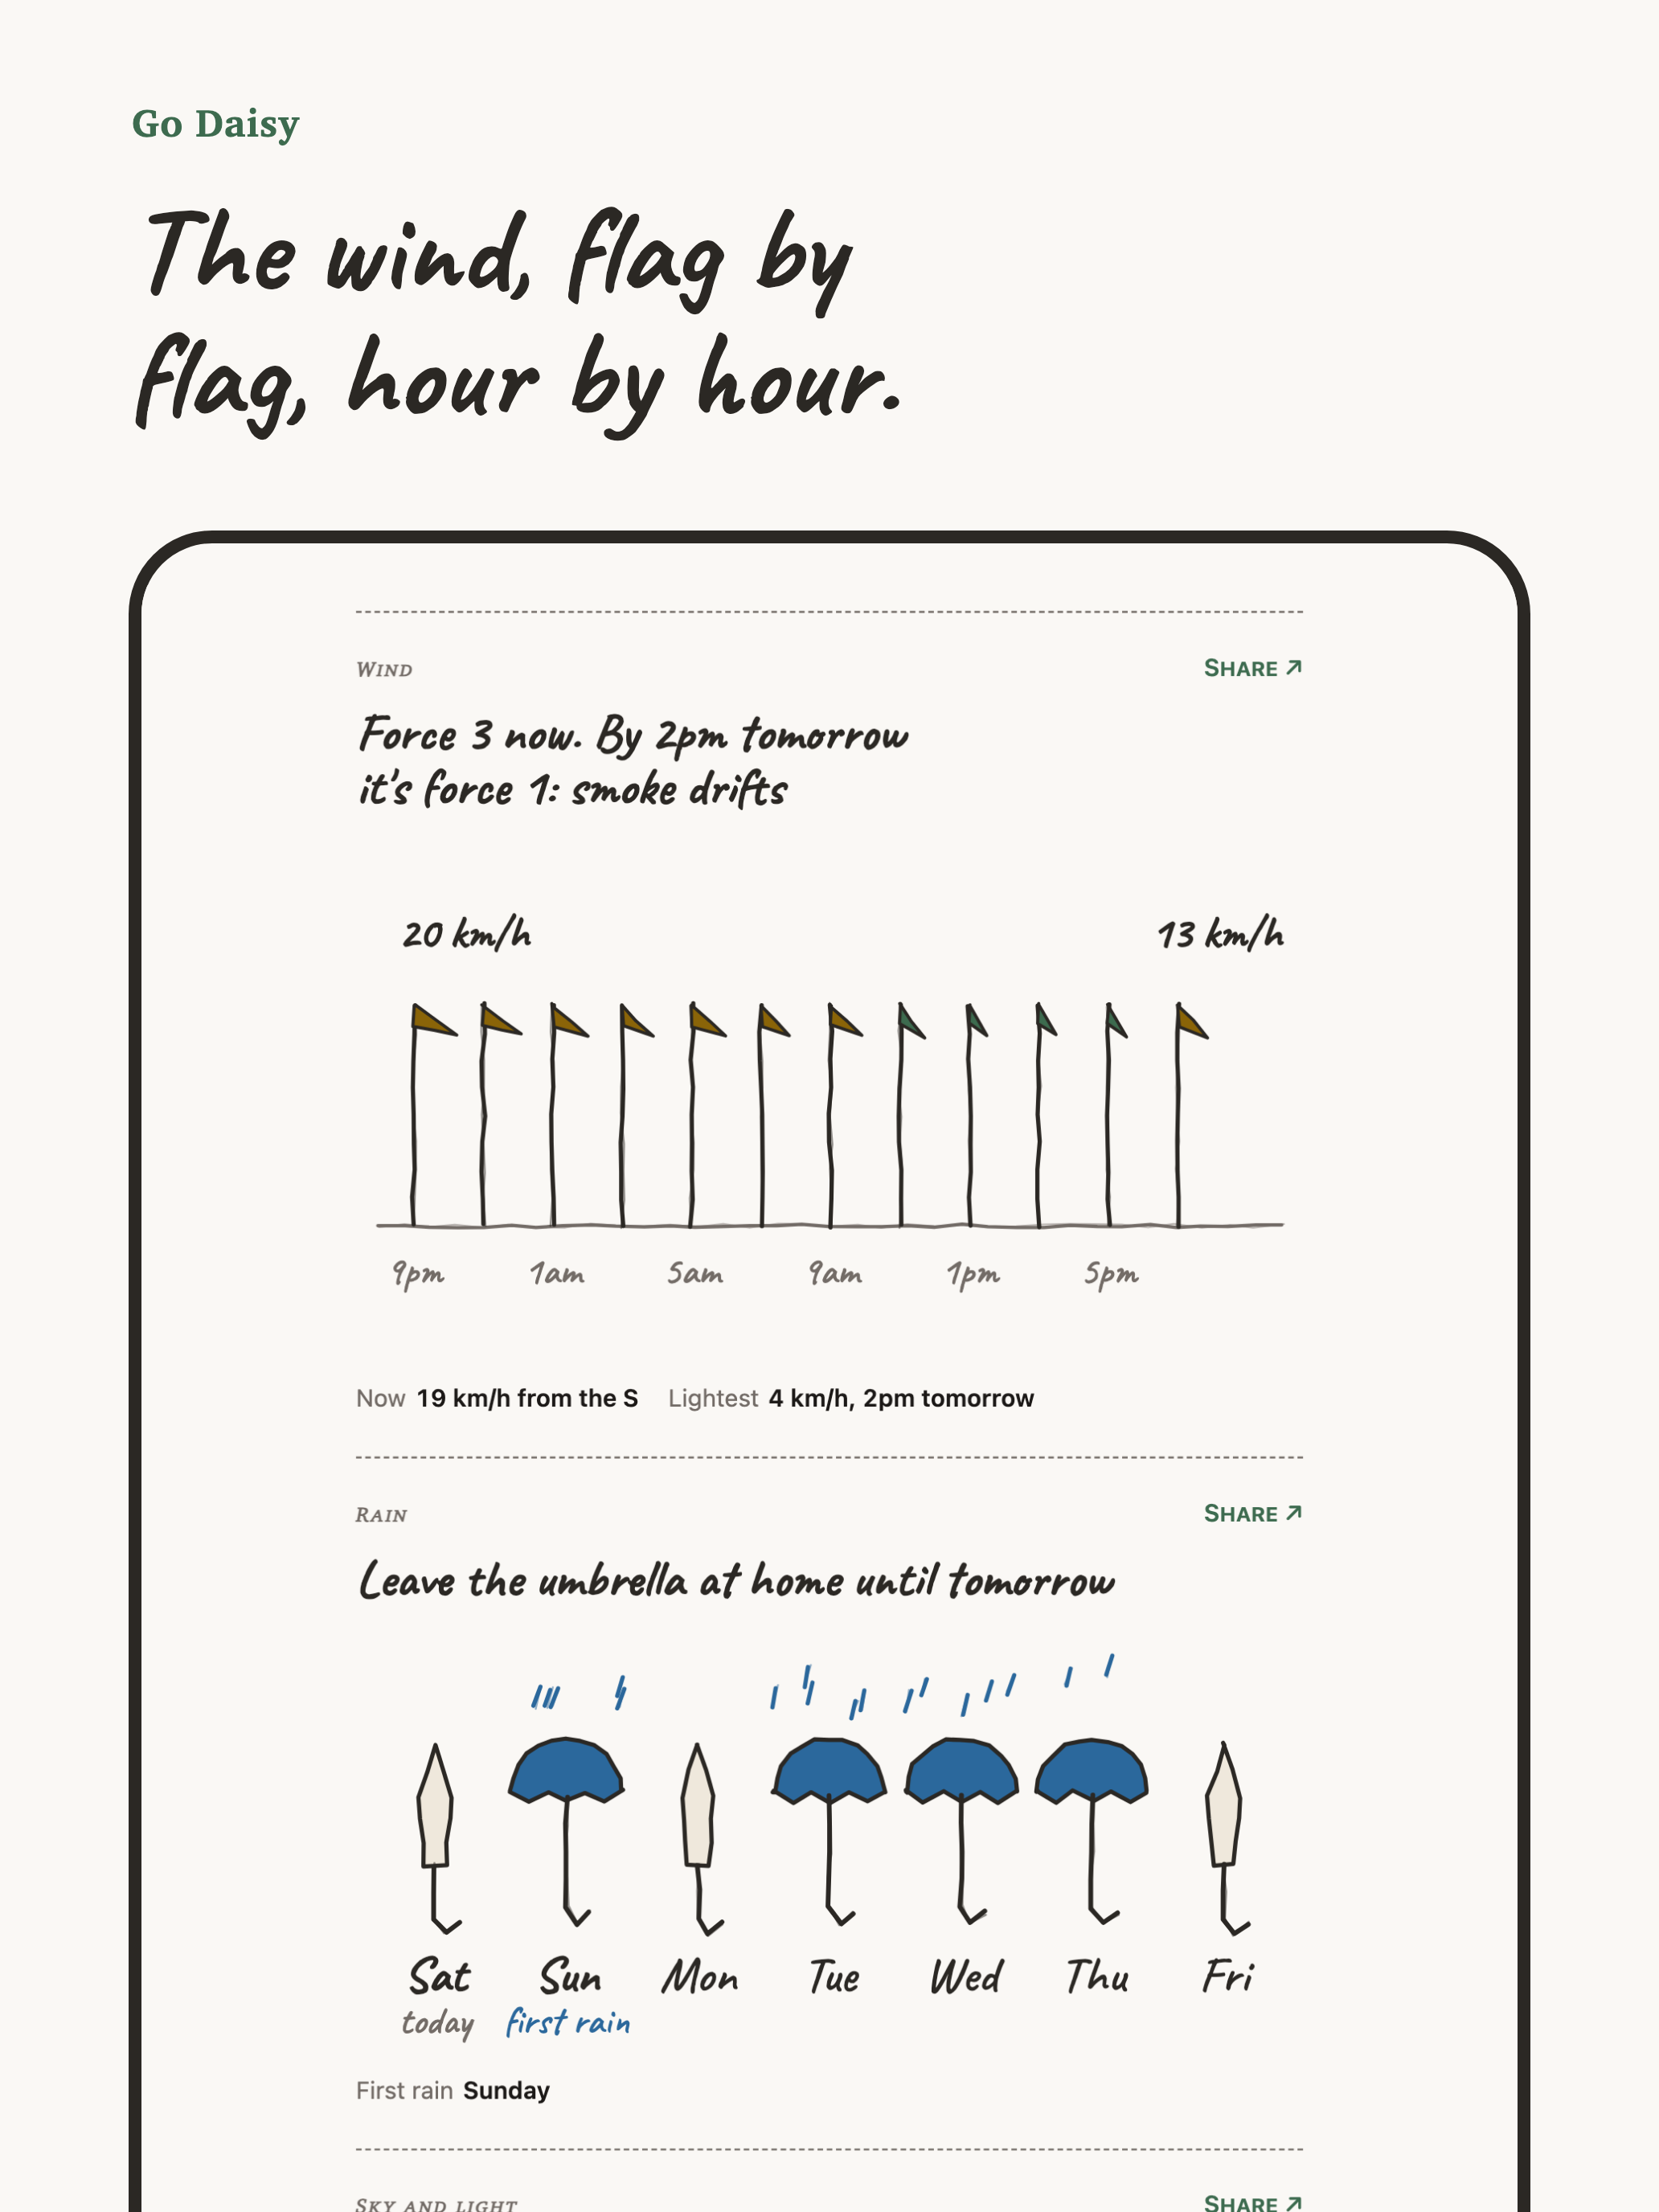 Go Daisy
The wind, flag by
flag, hour by hour.
WIND
SHARE ↗
Force 3 now. By 2pm tomorrow
it's force 1: smoke drifts
20 km/h
13 km/h
9pm 1am 5am 9am 1pm 5pm
Now 19 km/h from the S Lightest 4 km/h, 2pm tomorrow
RAIN
SHARE ↗
Leave the umbrella at home until tomorrow
Sat Sun Mon Tue Wed Thu Fri
today first rain
First rain Sunday
SKY AND LIGHT
SHARE ↗